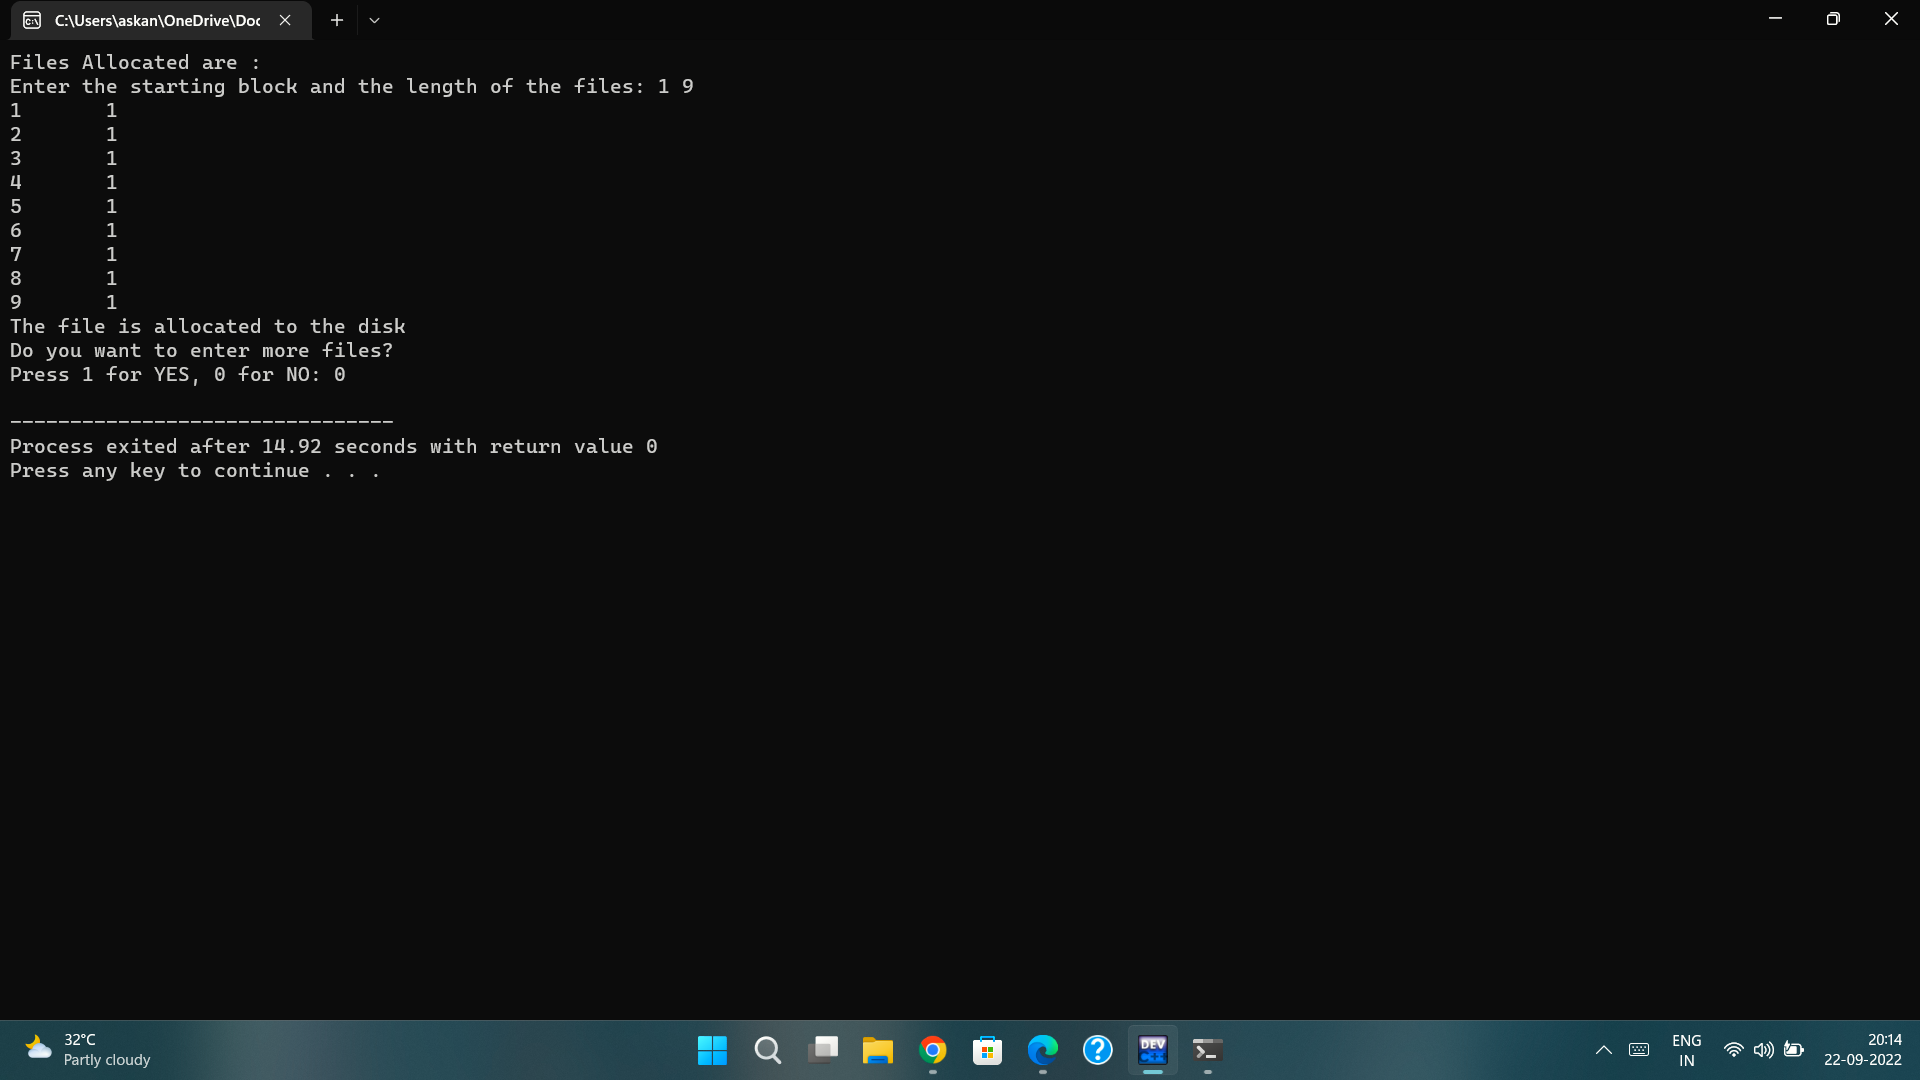 C:\Users\askan\OneDrive\Doc
Files Allocated are :
Enter the starting block and the length of the files: 1 9
1 1
2 1
3 1
4 1
5 1
6 1
7 1
8 1
9 1
The file is allocated to the disk
Do you want to enter more files?
Press 1 for YES, 0 for NO: 0
--------------------------------
Process exited after 14.92 seconds with return value 0
Press any key to continue . . .
32°C
Partly cloudy
DEV
C++
ENG
IN
20:14
22-09-2022